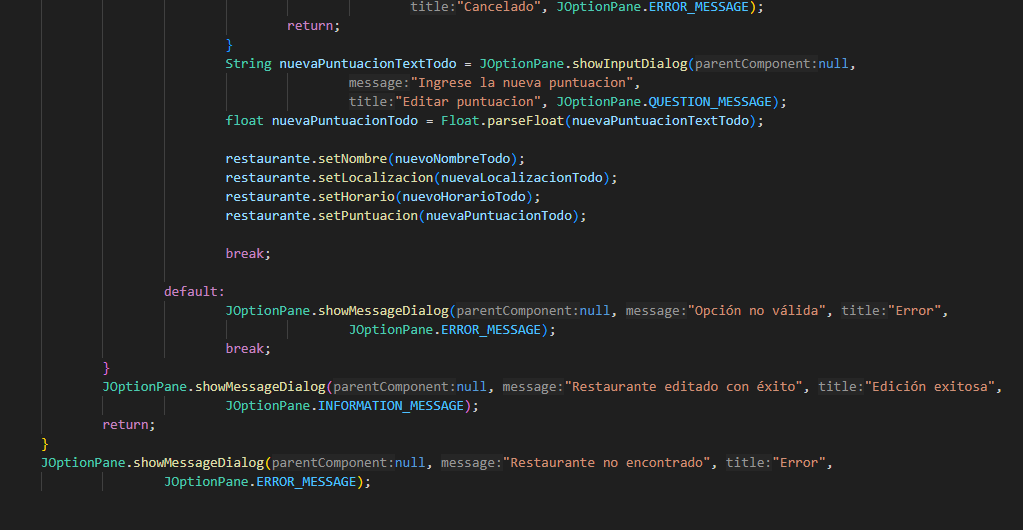 title:"Cancelado", JOptionPane.ERROR_MESSAGE);
return;
}
String nuevaPuntuacionTextTodo = JOptionPane.showInputDialog(parentComponent:null,
message:"Ingrese la nueva puntuacion",
title:"Editar puntuacion", JOptionPane.QUESTION_MESSAGE);
float nuevaPuntuacionTodo = Float.parseFloat(nuevaPuntuacionTextTodo);
restaurante.setNombre(nuevoNombreTodo);
restaurante.setLocalizacion(nuevaLocalizacionTodo);
restaurante.setHorario(nuevoHorarioTodo);
restaurante.setPuntuacion(nuevaPuntuacionTodo);
break;
default:
JOptionPane.showMessageDialog(parentComponent:null, message:"Opción no válida", title:"Error",
JOptionPane.ERROR_MESSAGE);
break;
}
JOptionPane.showMessageDialog(parentComponent:null, message:"Restaurante editado con éxito", title:"Edición exitosa",
JOptionPane.INFORMATION_MESSAGE);
return;
}
JOptionPane.showMessageDialog(parentComponent:null, message:"Restaurante no encontrado", title:"Error",
JOptionPane.ERROR_MESSAGE);